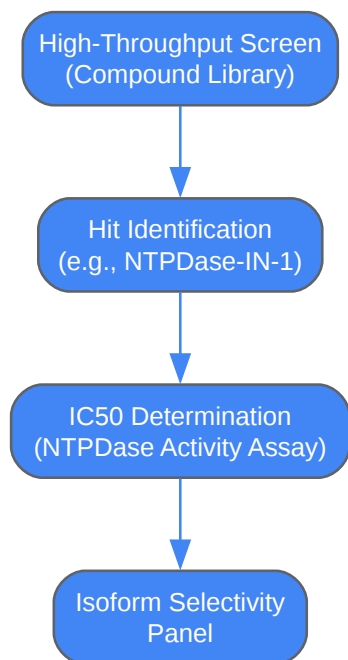 High-Throughput Screen
(Compound Library)
Hit Identification
(e.g., NTPDase-IN-1)
IC50 Determination
(NTPDase Activity Assay)
Isoform Selectivity
Panel